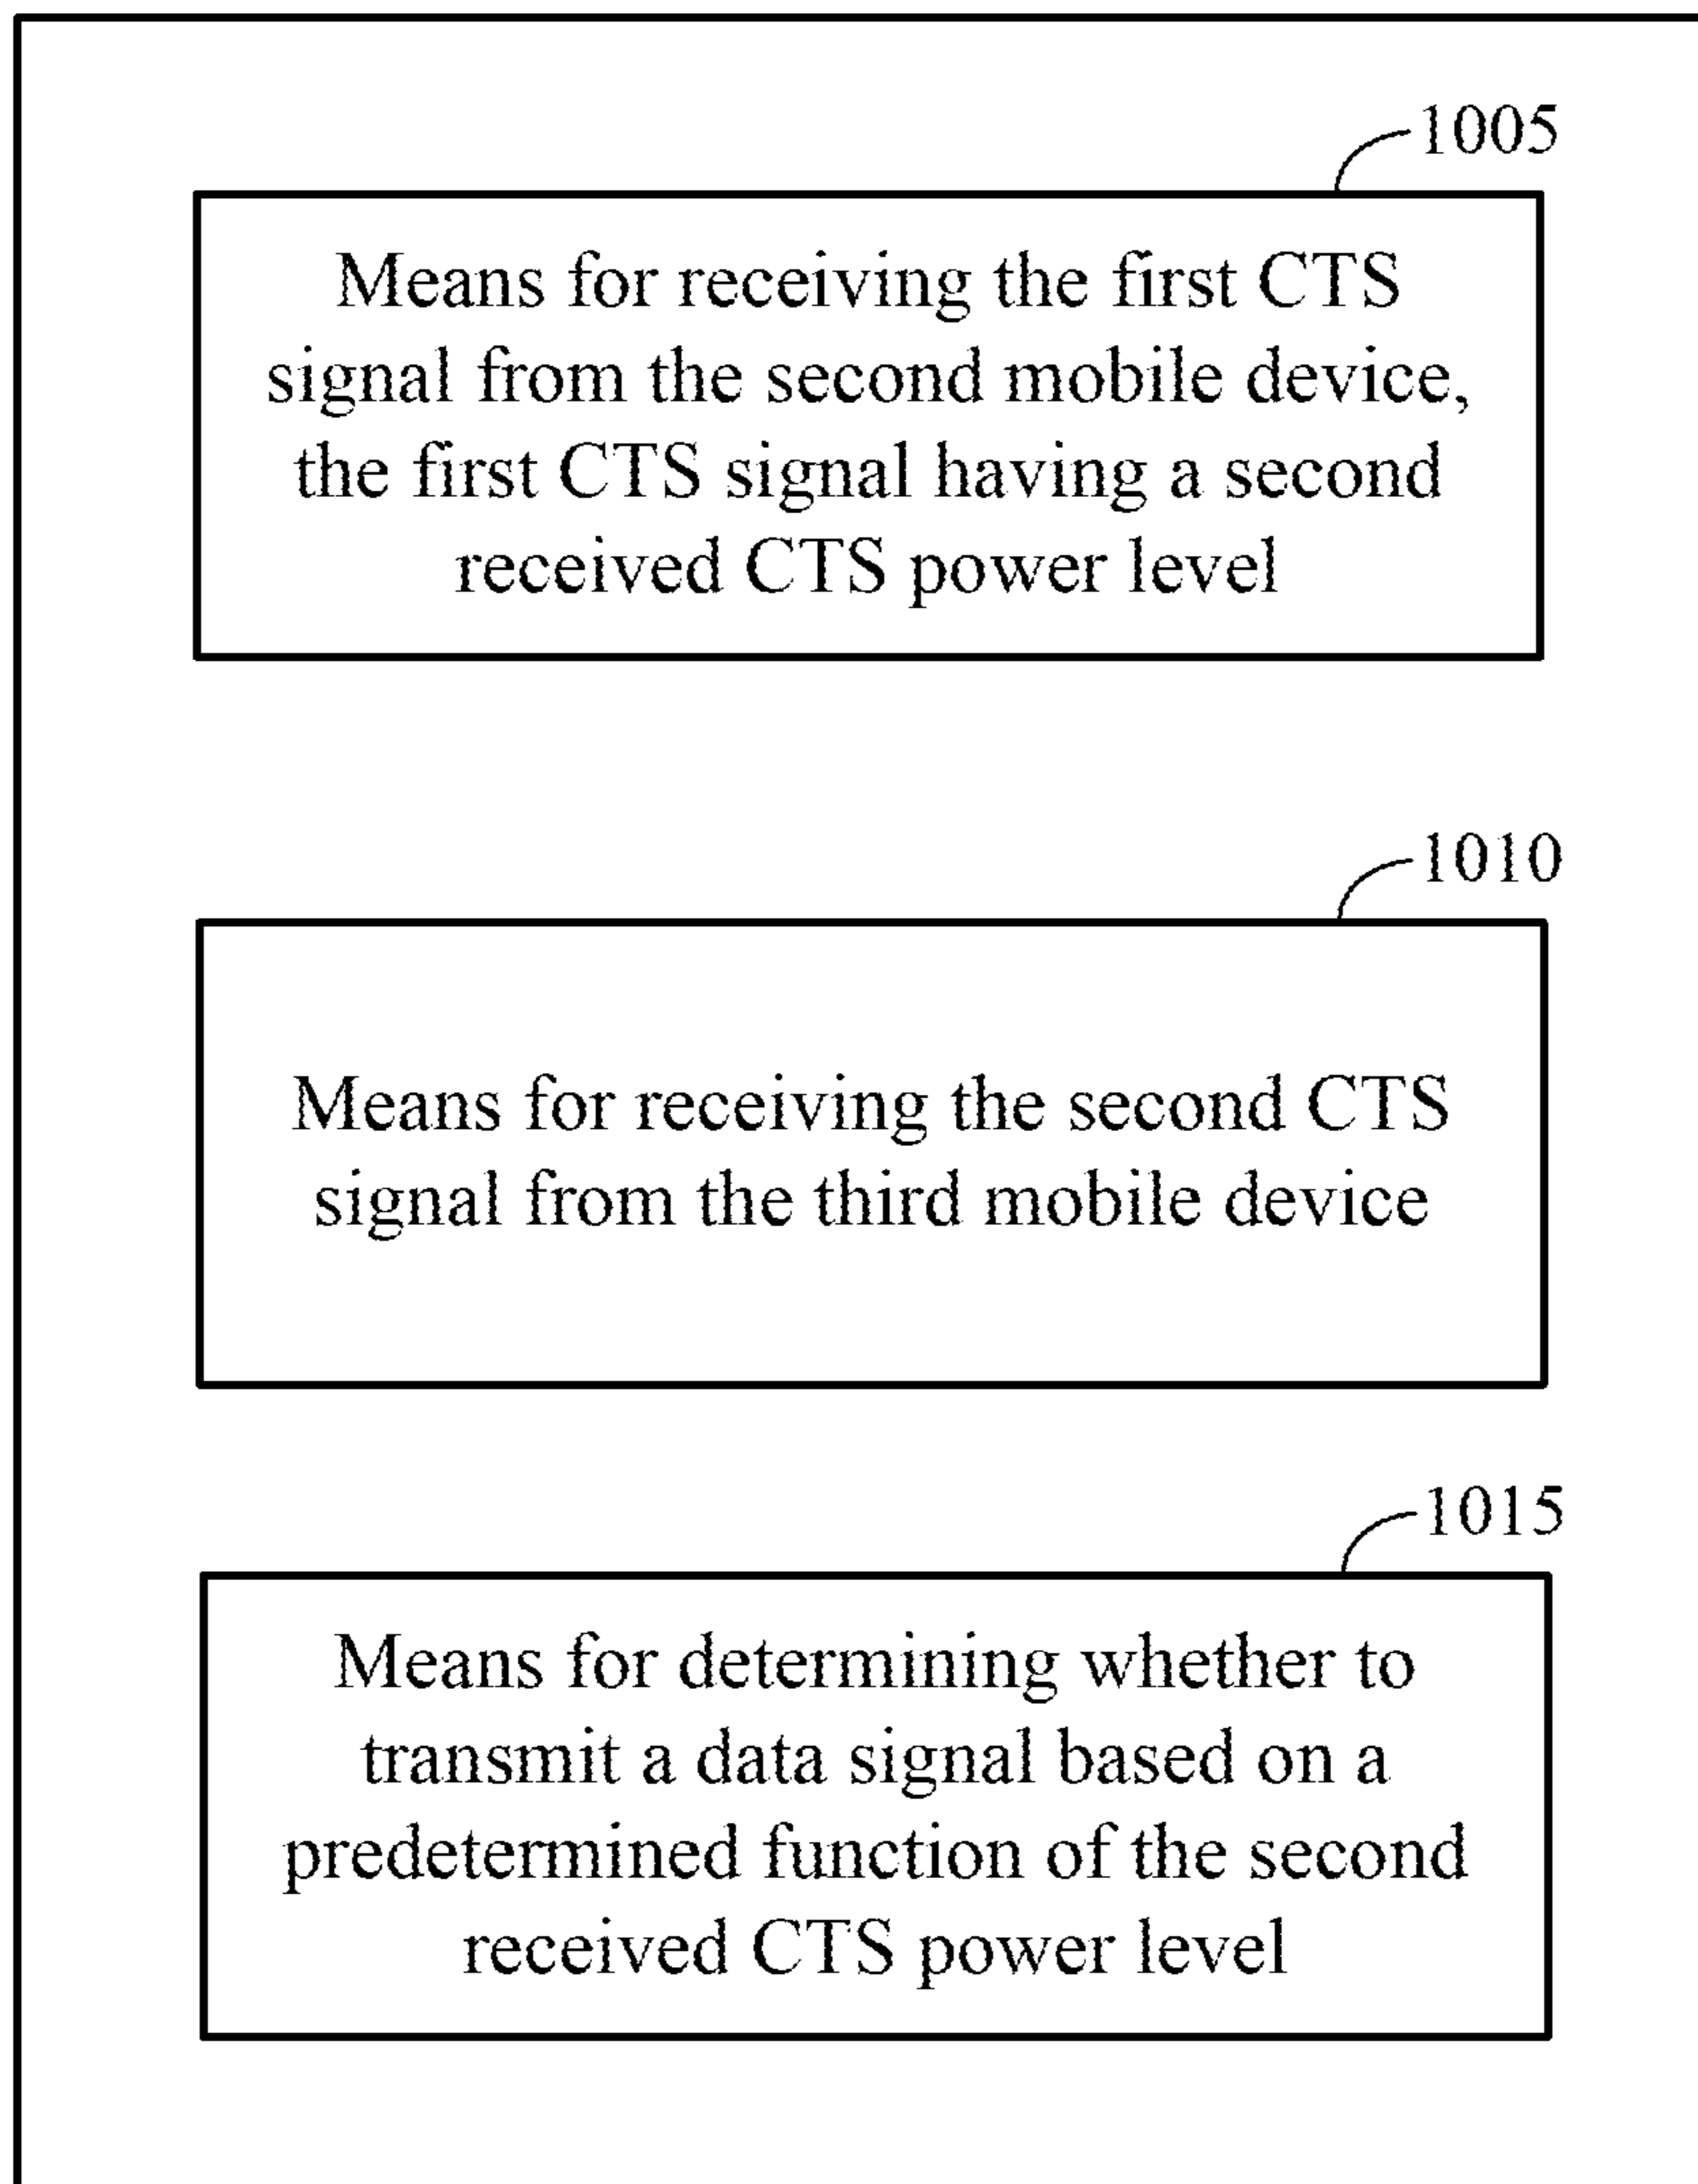 1005
Means for receiving the first CTS
signal from the second mobile device,
the first CTS signal having a second
received CTS power level
1010
Means for receiving the second CTS
signal from the third mobile device
1015
Means for determining whether to
transmit a data signal based on a
predetermined function of the second
received CTS power level